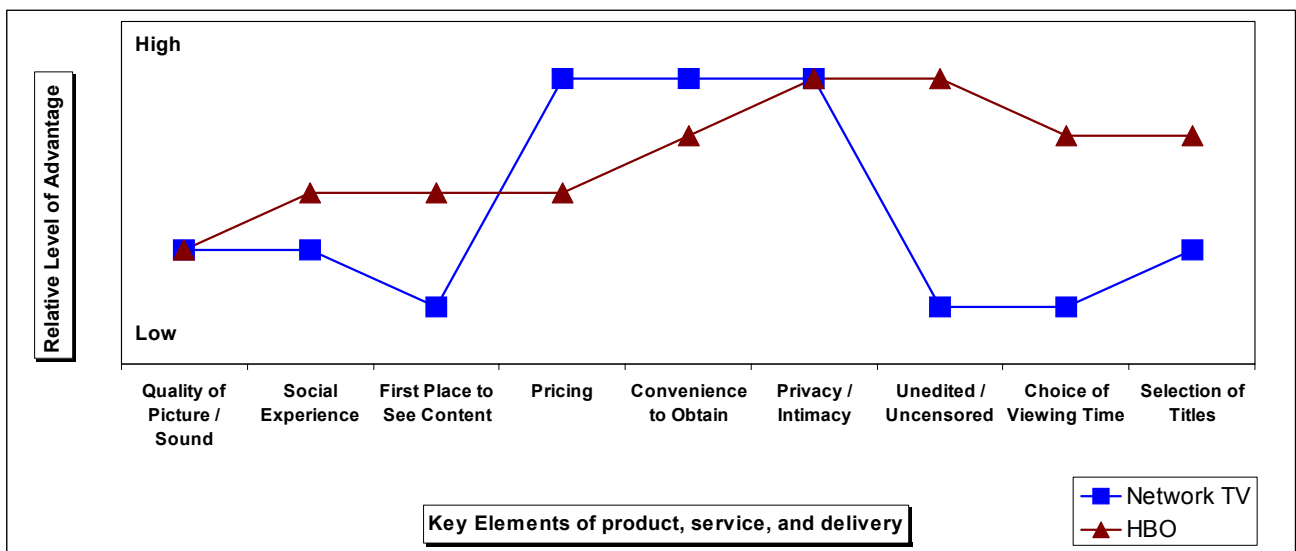 High
Relative Level of Advantage
Low
Quality of
Picture /
Sound
Social
Experience
First Place to
See Content
Pricing
Convenience
to Obtain
Privacy /
Intimacy
Unedited /
Uncensored
Choice of
Viewing Time
Selection of
Titles
Network TV
HBO
Key Elements of product, service, and delivery